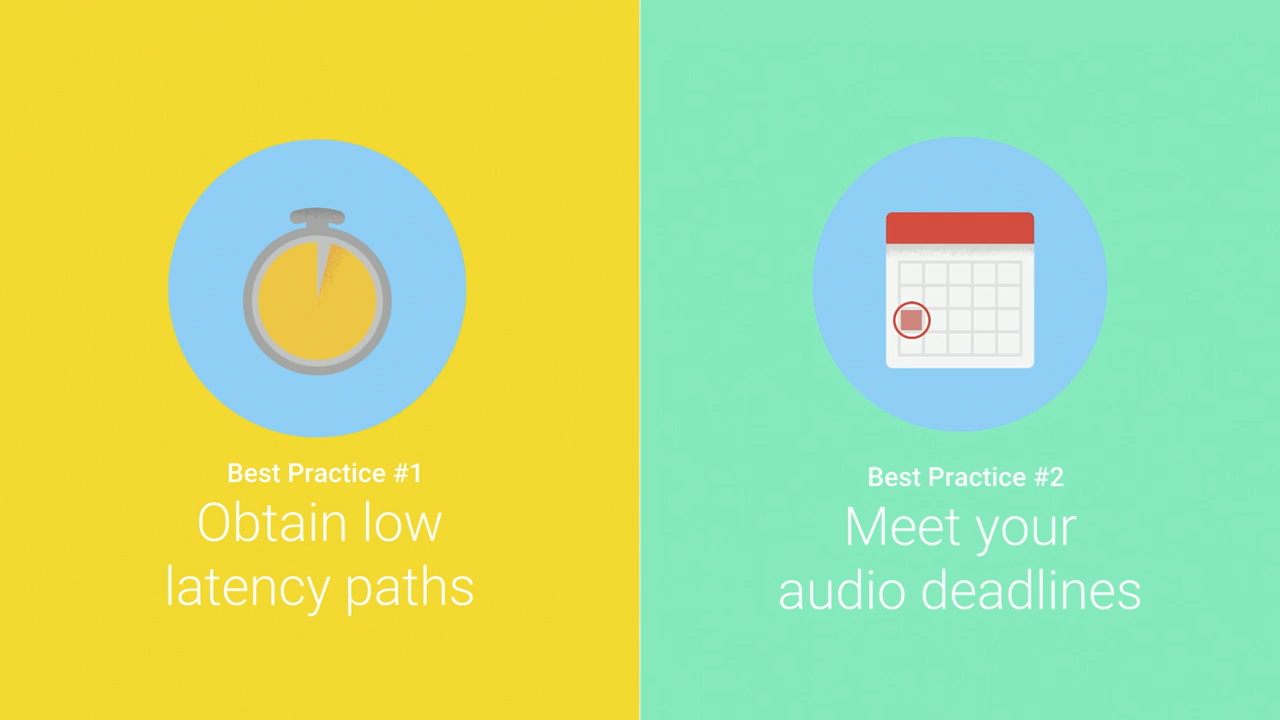 Best Practice #1
Obtain low
latency paths
Best Practice #2
Meet your
audio deadlines